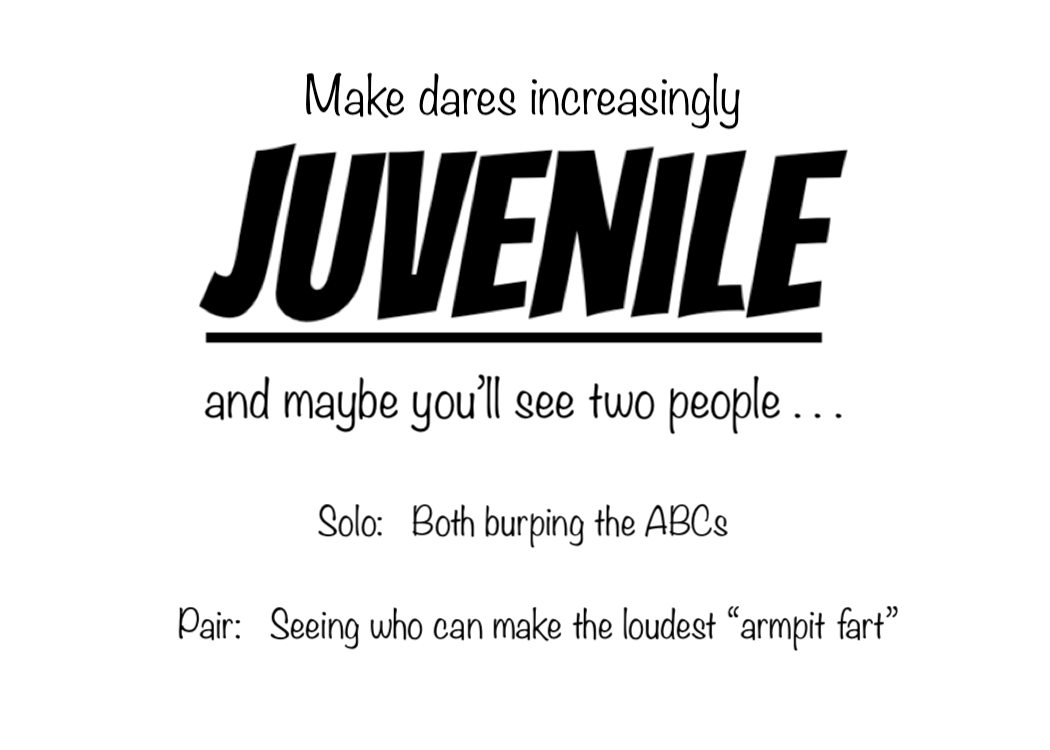 Make dares increasingly
JUVENILE
and maybe you’ll see two people . . .
Solo: Both burping the ABCs
Pair: Seeing who can make the loudest “armpit fart”